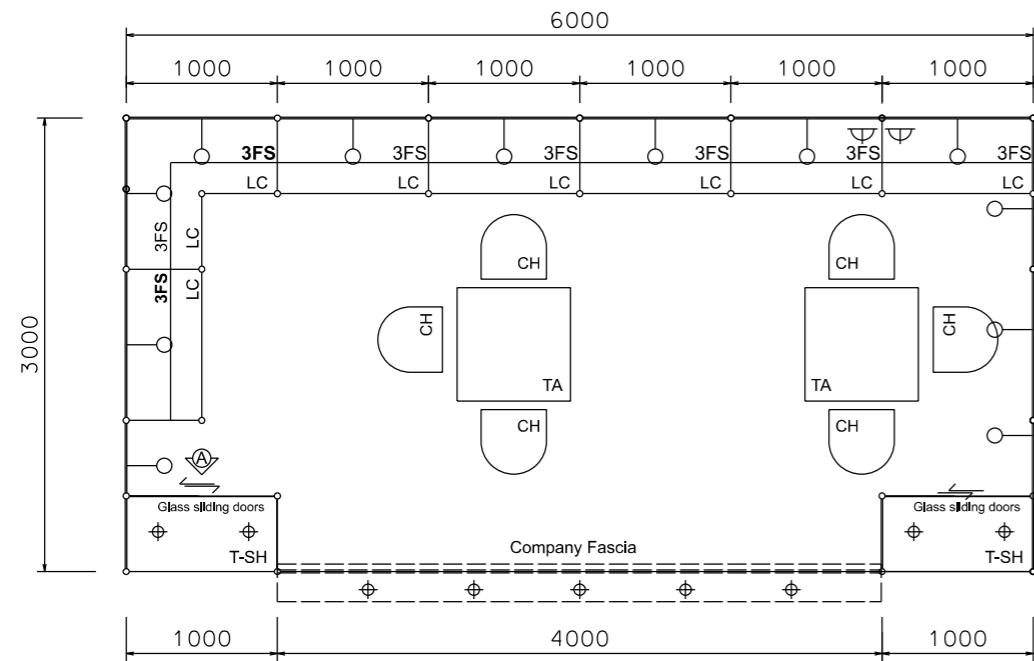 6000
1000 1000 1000 1000 1000 1000
3FS 3FS 3FS 3FS 3FS 3FS
LC LC LC LC LC LC
3FS LC
3FS LC
3000
CH CH
CH CH
TA TA
CH CH
A
Glass sliding doors Glass sliding doors
T-SH T-SH
Company Fascia
1000 4000 1000